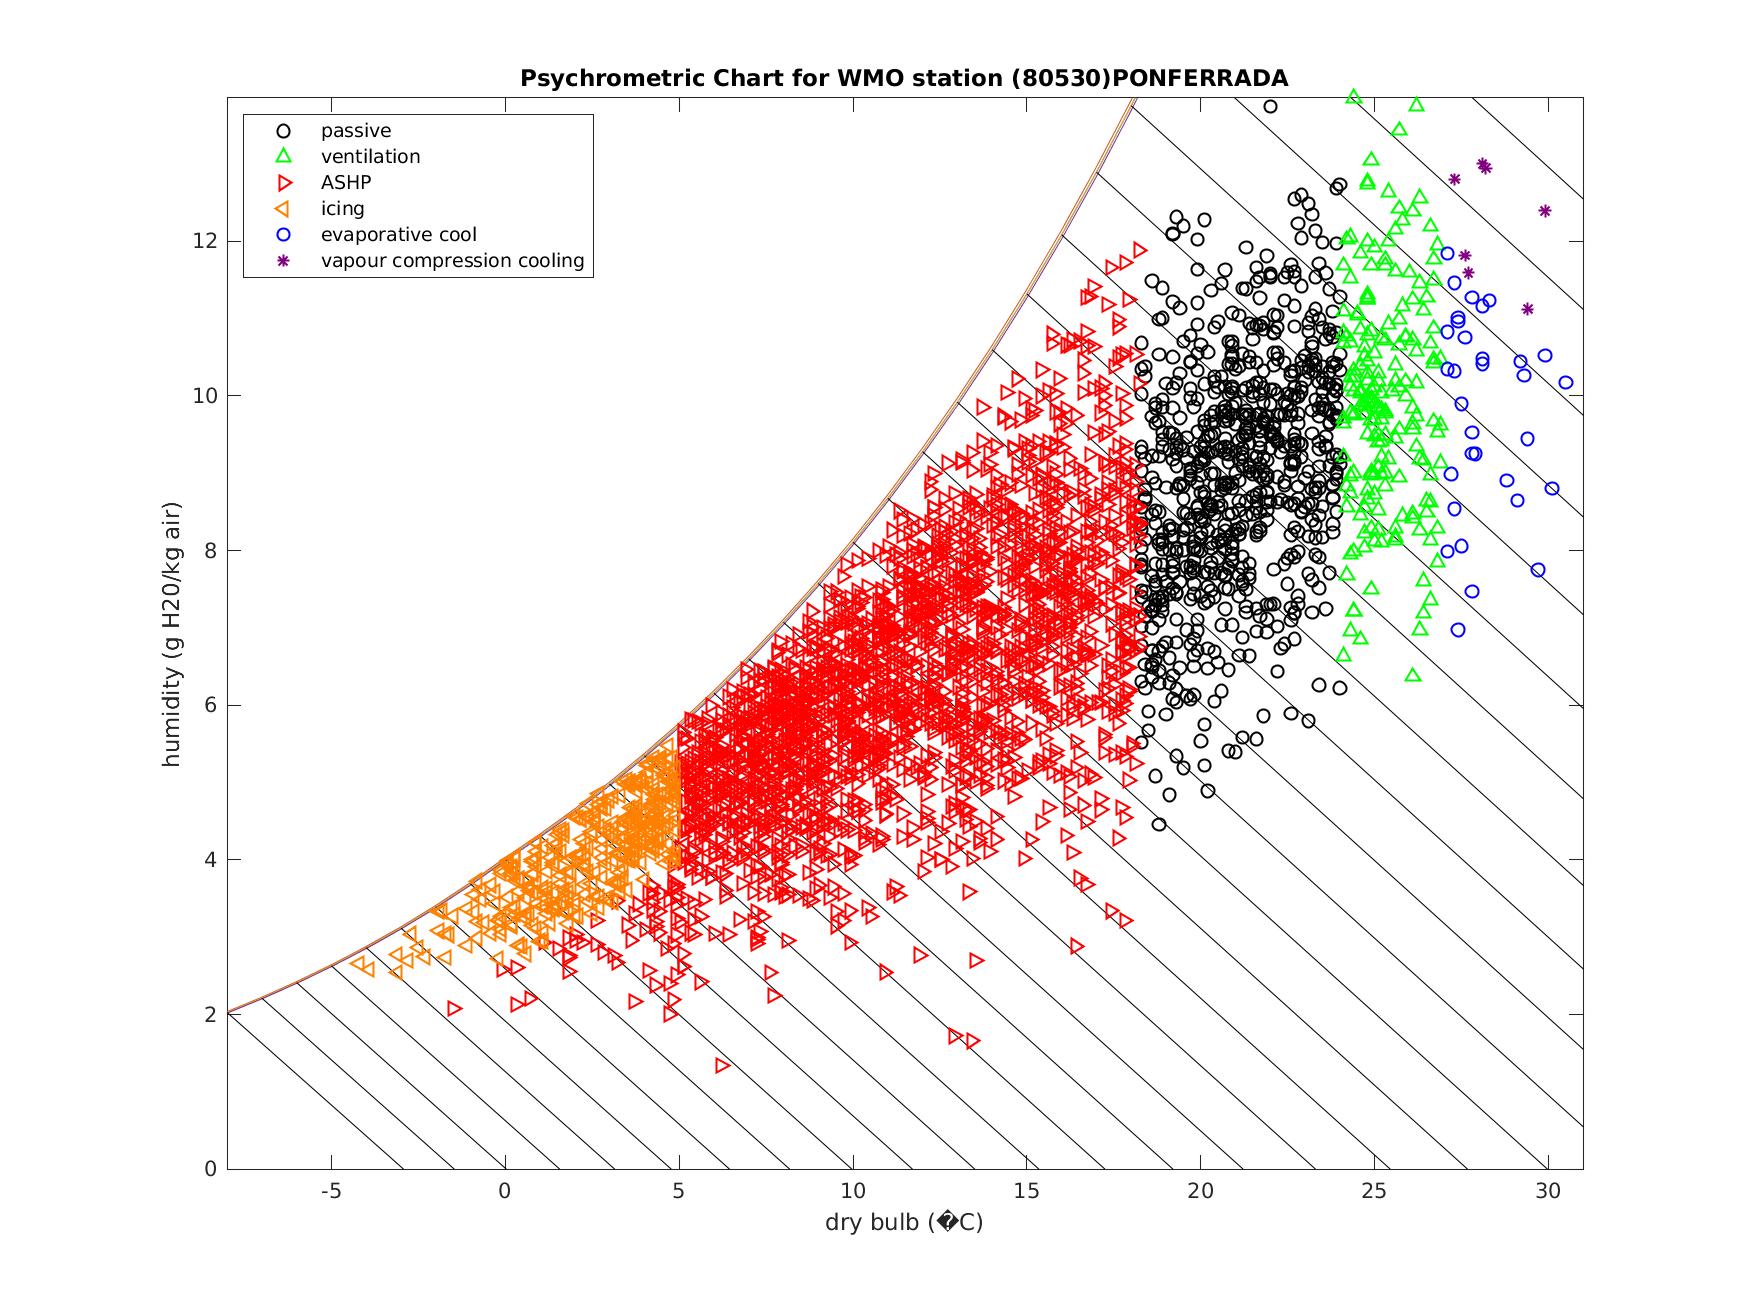 Psychrometric Chart for WMO station (80530)PONFERRADA
passive
ventilation
ASHP
icing
evaporative cool
vapour compression cooling
humidity (g H20/kg air)
12
10
8
6
4
2
0
-5 0 5 10 15 20 25 30
dry bulb (�C)